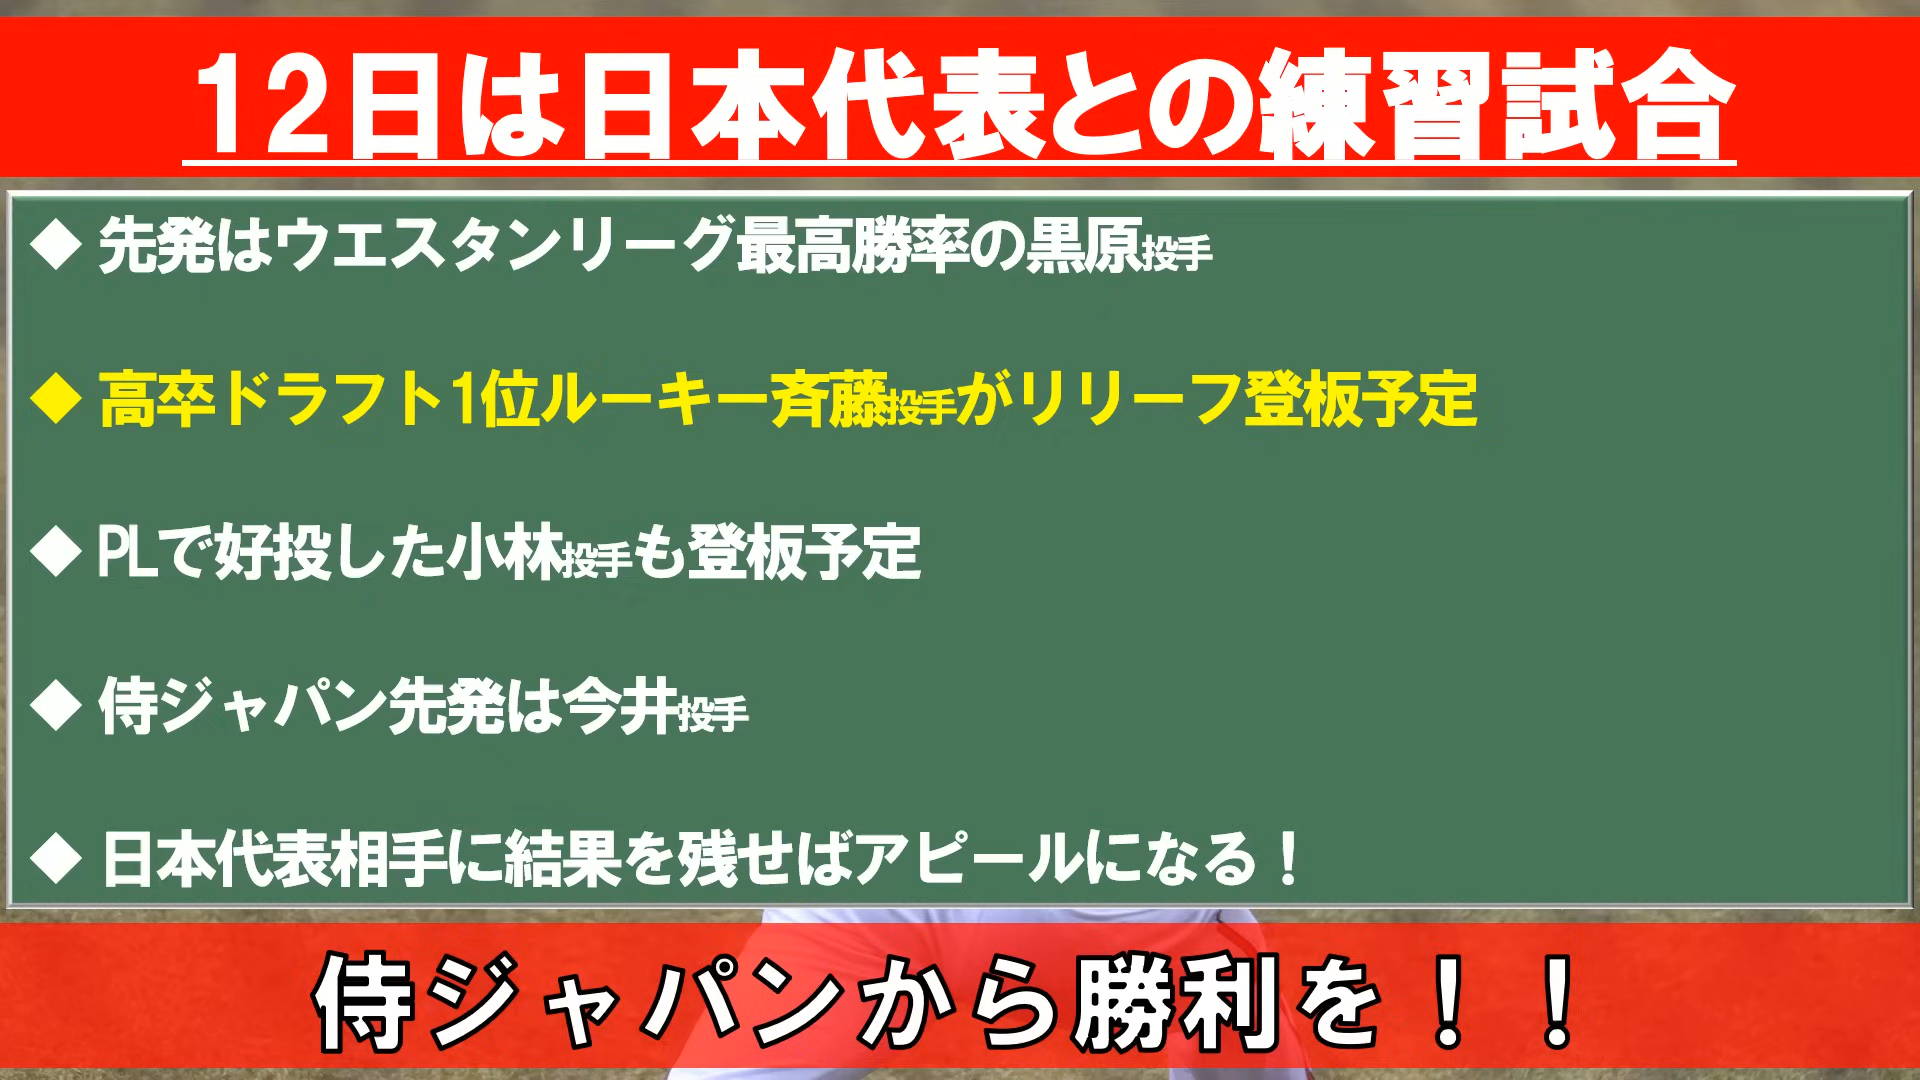 12日は日本代表との練習試合
◆ 先発はウエスタンリーグ最高勝率の黒原投手
◆ 高卒ドラフト1位ルーキー斉藤投手がリリーフ登板予定
◆ PLで好投した小林投手も登板予定
◆ 侍ジャパン先発は今井投手
◆ 日本代表相手に結果を残せばアピールになる！
侍ジャパンから勝利を！！